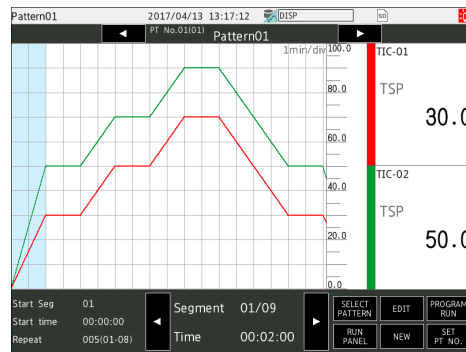 Pattern01 2017/04/13 13:17:12 DISP SD
PT No.01(01) Pattern01
1min/div 100.0
80.0
60.0
40.0
20.0
0.0
TIC-01
TSP
30.0
TIC-02
TSP
50.0
Start Seg 01
Start time 00:00:00
Repeat 005(01-08)
Segment 01/09
Time 00:02:00
SELECT PATTERN
EDIT
PROGRAM RUN
RUN PANEL
NEW
SET PT NO.